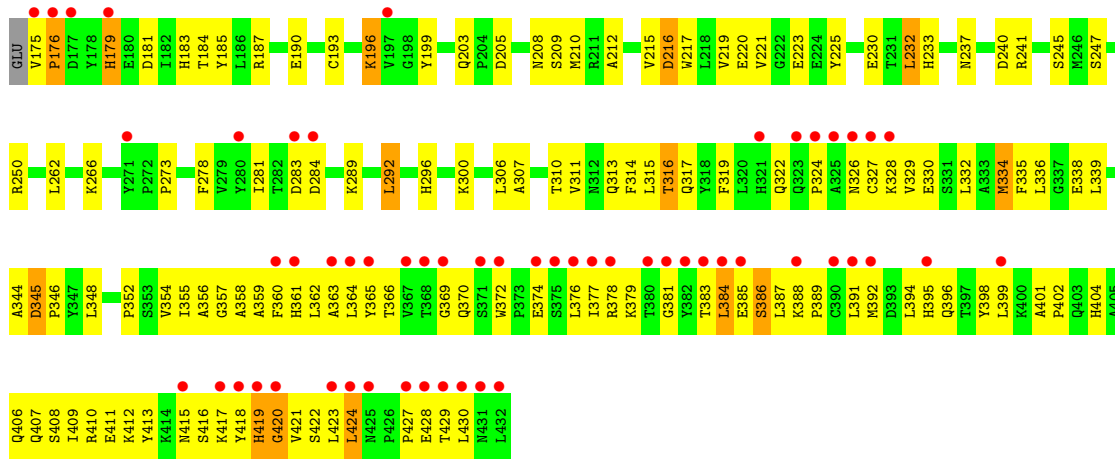 GLU V175 P176 D177 Y178 H179 E180 D181 I182 H183 T184 Y185 L186 R187 E190 C193 K196 V197 G198 Y199 Q203 P204 D205 N208 S209 M210 R211 A212 V215 D216 W217 L218 V219 E220 V221 G222 E223 E224 Y225 E230 T231 L232 H233 N237 D240 R241 S245 M246 S247
R250 L262 K266 Y271 P272 P273 F278 V279 Y280 I281 T282 D283 D284 K289 L292 H296 K300 L306 A307 T310 V311 N312 Q313 F314 L315 T316 Q317 Y318 F319 L320 H321 Q322 Q323 P324 A325 N326 C327 K328 V329 E330 S331 L332 A333 M334 F335 L336 G337 E338 L339
A344 D345 P346 Y347 L348 P352 S353 V354 I355 A356 G357 A358 A359 F360 H361 L362 A363 L364 Y365 T366 V367 T368 G369 Q370 S371 W372 P373 E374 S375 L376 I377 R378 K379 T380 G381 Y382 T383 L384 E385 S386 L387 K388 P389 C390 L391 M392 D393 L394 H395 Q396 T397 Y398 L399 K400 A401 P402 Q403 H404 A405
Q406 Q407 S408 I409 R410 E411 K412 Y413 K414 N415 S416 K417 Y418 H419 G420 V421 S422 L423 L424 N425 P426 P427 E428 T429 L430 N431 L432